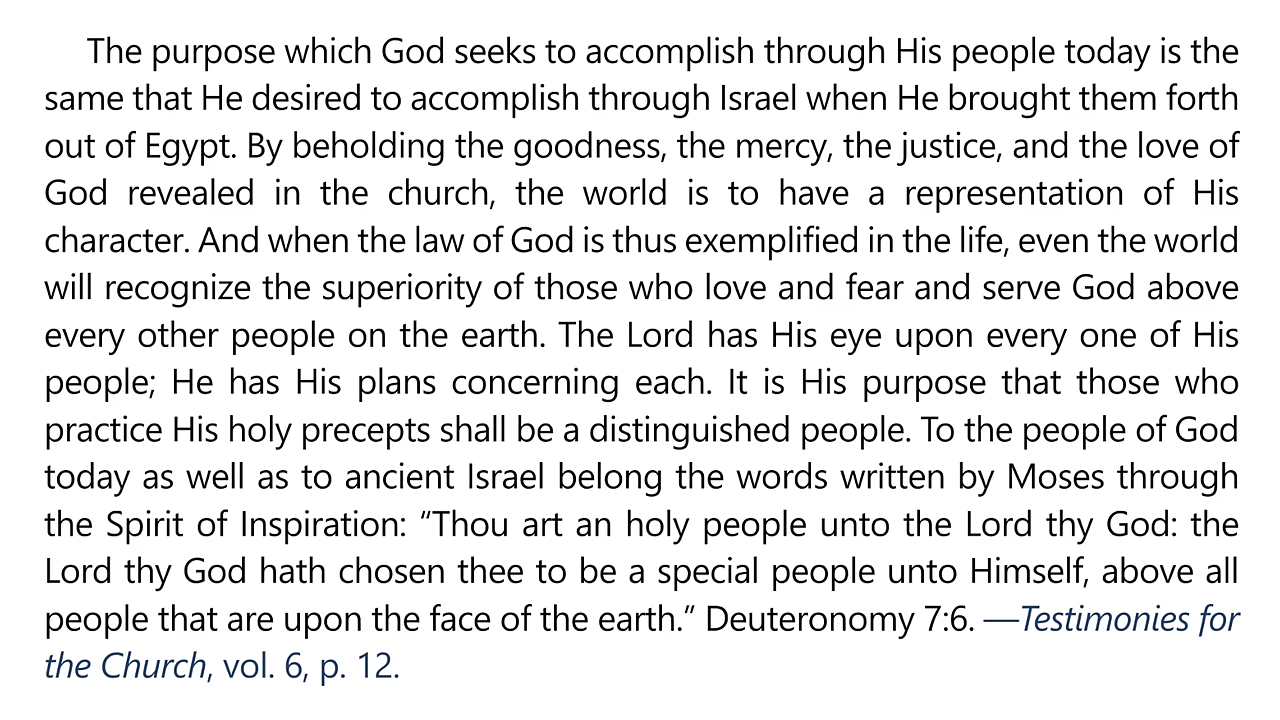 The purpose which God seeks to accomplish through His people today is the
same that He desired to accomplish through Israel when He brought them forth
out of Egypt. By beholding the goodness, the mercy, the justice, and the love of
God revealed in the church, the world is to have a representation of His
character. And when the law of God is thus exemplified in the life, even the world
will recognize the superiority of those who love and fear and serve God above
every other people on the earth. The Lord has His eye upon every one of His
people; He has His plans concerning each. It is His purpose that those who
practice His holy precepts shall be a distinguished people. To the people of God
today as well as to ancient Israel belong the words written by Moses through
the Spirit of Inspiration: “Thou art an holy people unto the Lord thy God: the
Lord thy God hath chosen thee to be a special people unto Himself, above all
people that are upon the face of the earth.” Deuteronomy 7:6. —Testimonies for
the Church, vol. 6, p. 12.